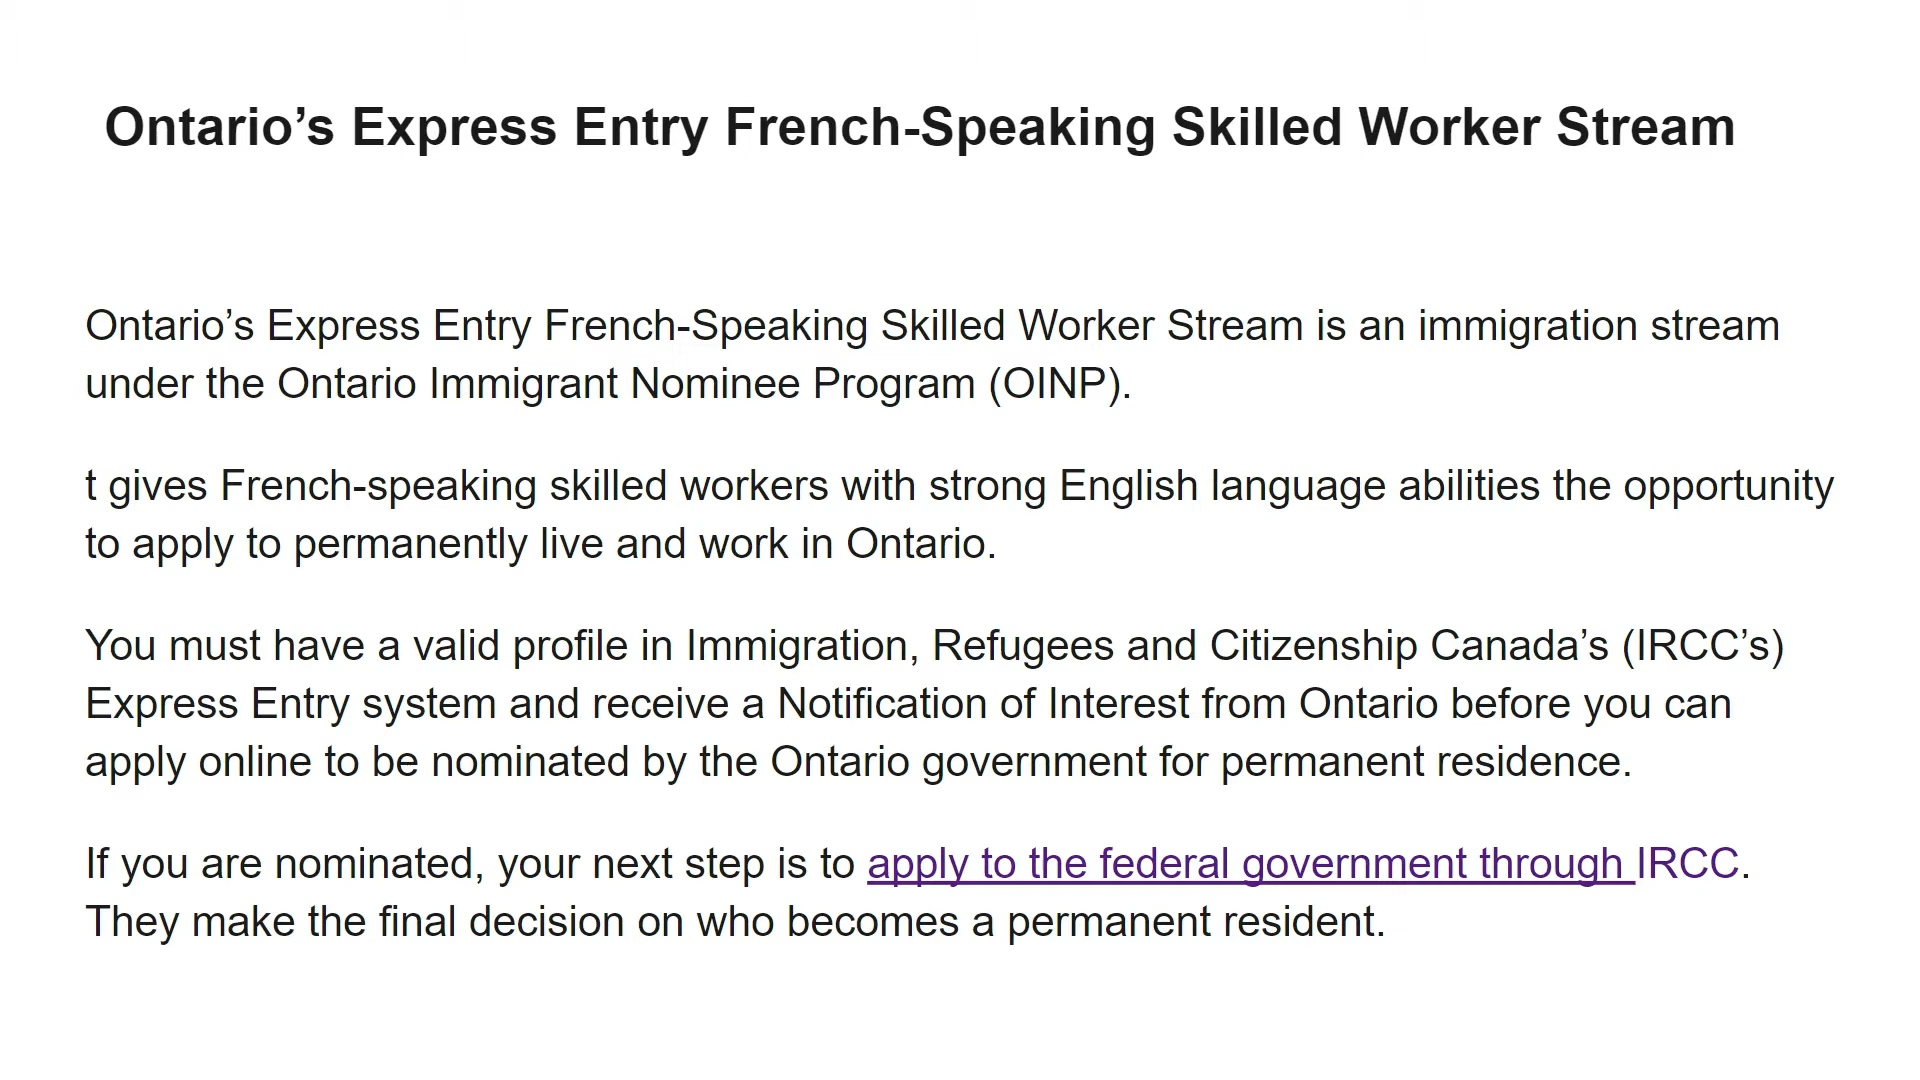 Ontario’s Express Entry French-Speaking Skilled Worker Stream
Ontario’s Express Entry French-Speaking Skilled Worker Stream is an immigration stream
under the Ontario Immigrant Nominee Program (OINP).
t gives French-speaking skilled workers with strong English language abilities the opportunity
to apply to permanently live and work in Ontario.
You must have a valid profile in Immigration, Refugees and Citizenship Canada’s (IRCC’s)
Express Entry system and receive a Notification of Interest from Ontario before you can
apply online to be nominated by the Ontario government for permanent residence.
If you are nominated, your next step is to apply to the federal government through IRCC.
They make the final decision on who becomes a permanent resident.